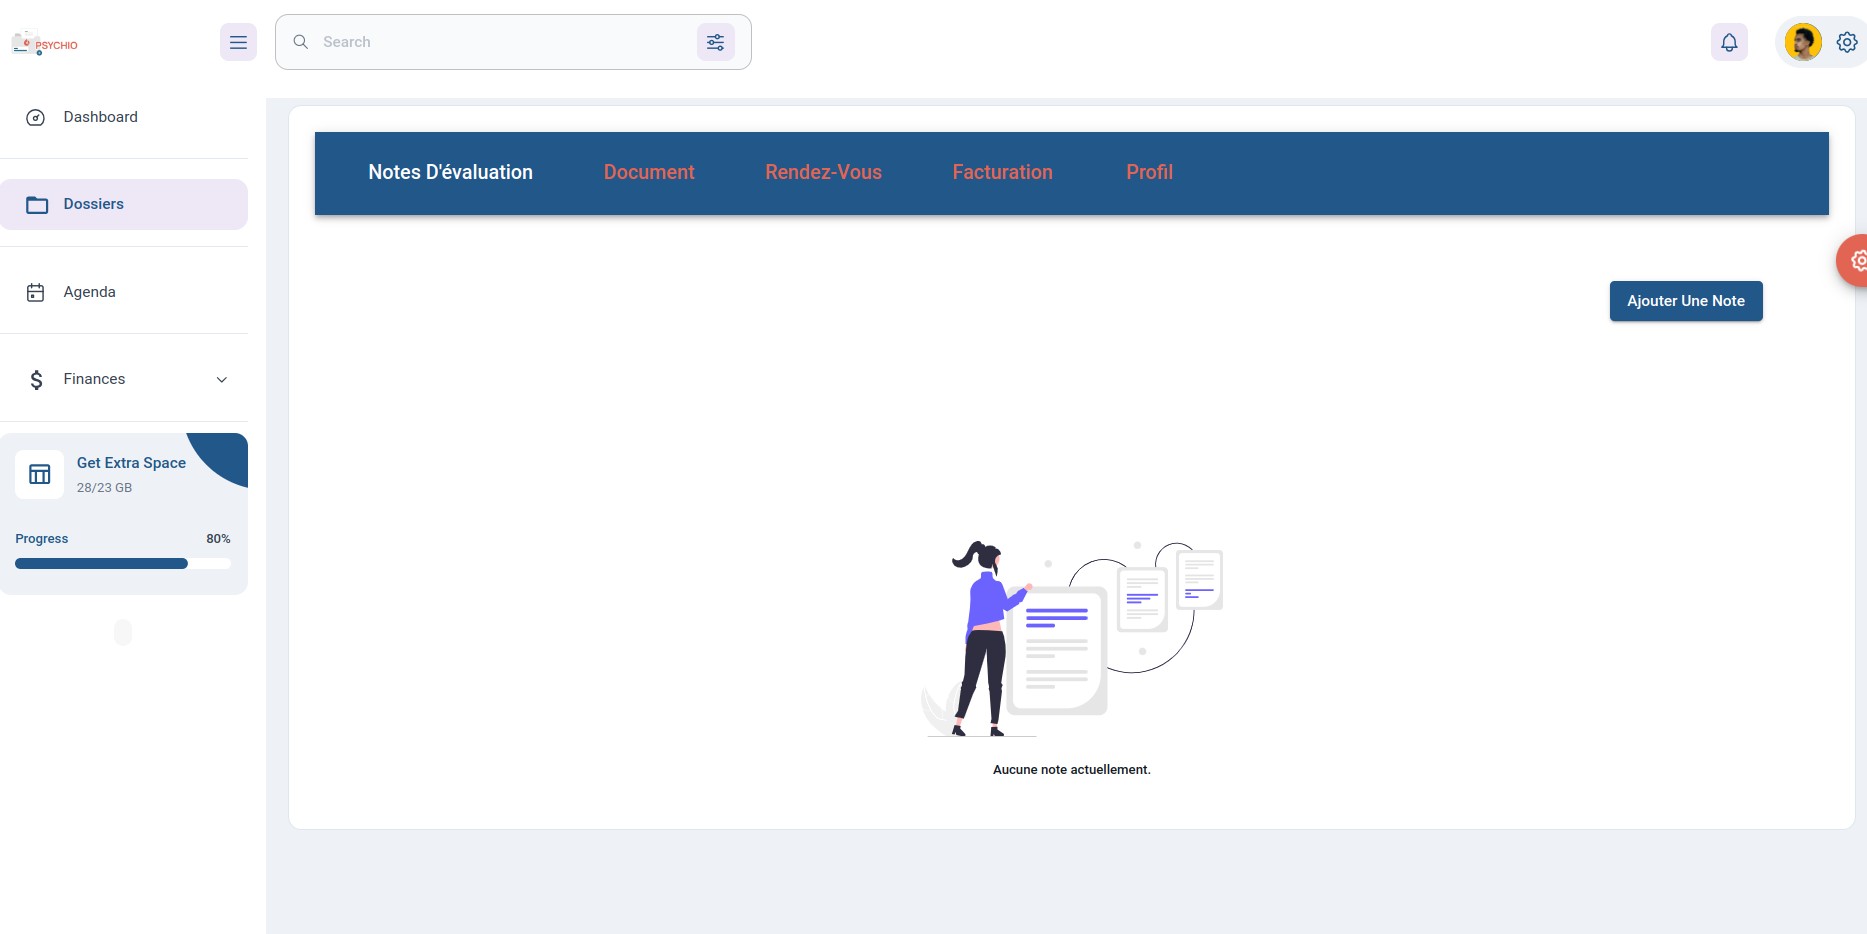 PSYCHIO
Search
Dashboard
Dossiers
Agenda
Finances
Get Extra Space
28/23 GB
Progress 80%
Notes D'évaluation Document Rendez-Vous Facturation Profil
Ajouter Une Note
Aucune note actuellement.